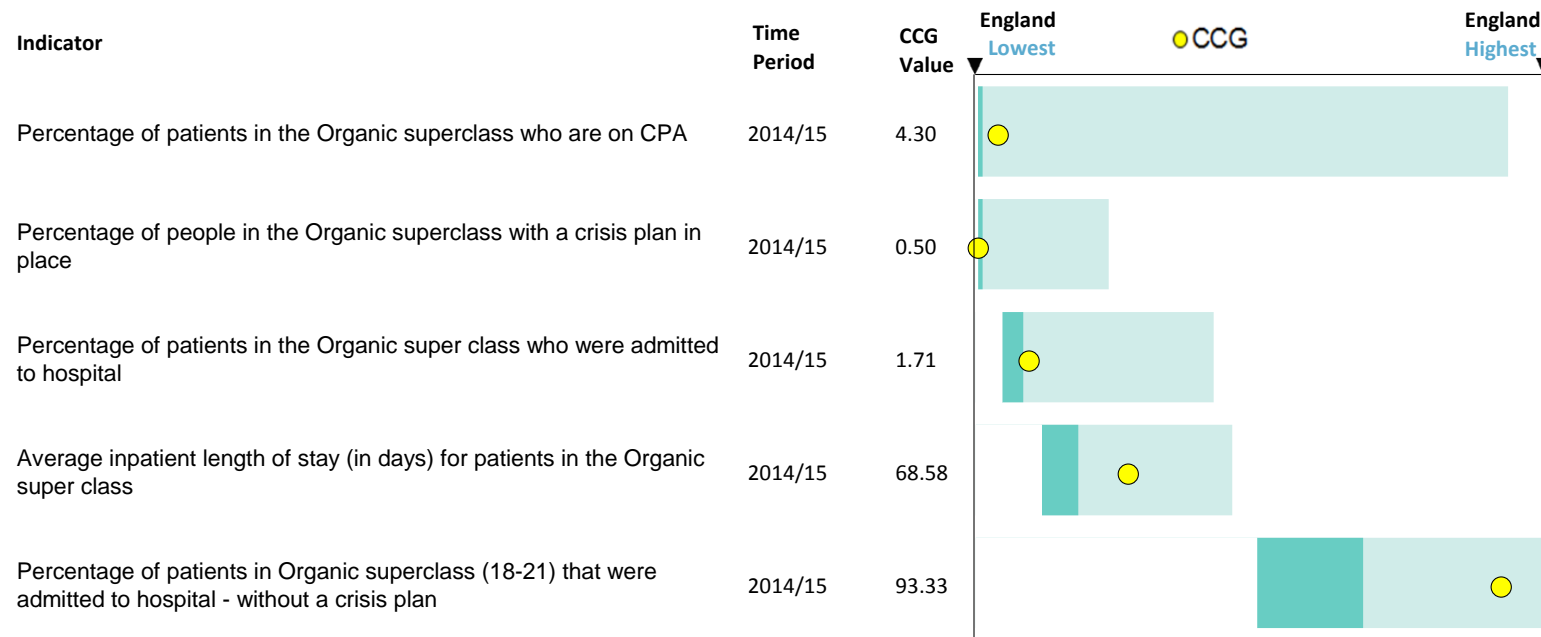 Indicator
Time Period
CCG Value
England Lowest
CCG
England Highest
Percentage of patients in the Organic superclass who are on CPA
2014/15
4.30
Percentage of people in the Organic superclass with a crisis plan in
place
2014/15
0.50
Percentage of patients in the Organic super class who were admitted
to hospital
2014/15
1.71
Average inpatient length of stay (in days) for patients in the Organic
super class
2014/15
68.58
Percentage of patients in Organic superclass (18-21) that were
admitted to hospital - without a crisis plan
2014/15
93.33